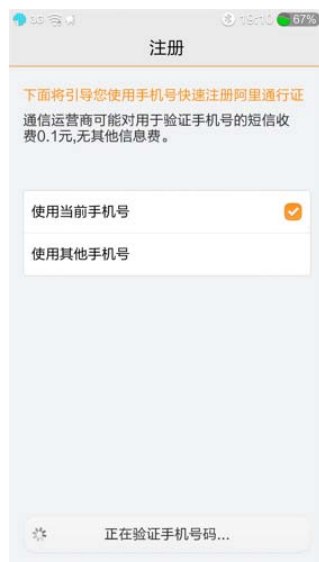 3G 19:10 67%
注册
下面将引导您使用手机号快速注册阿里通行证
通信运营商可能对用于验证手机号的短信收
费0.1元,无其他信息费。
使用当前手机号
使用其他手机号
正在验证手机号码...